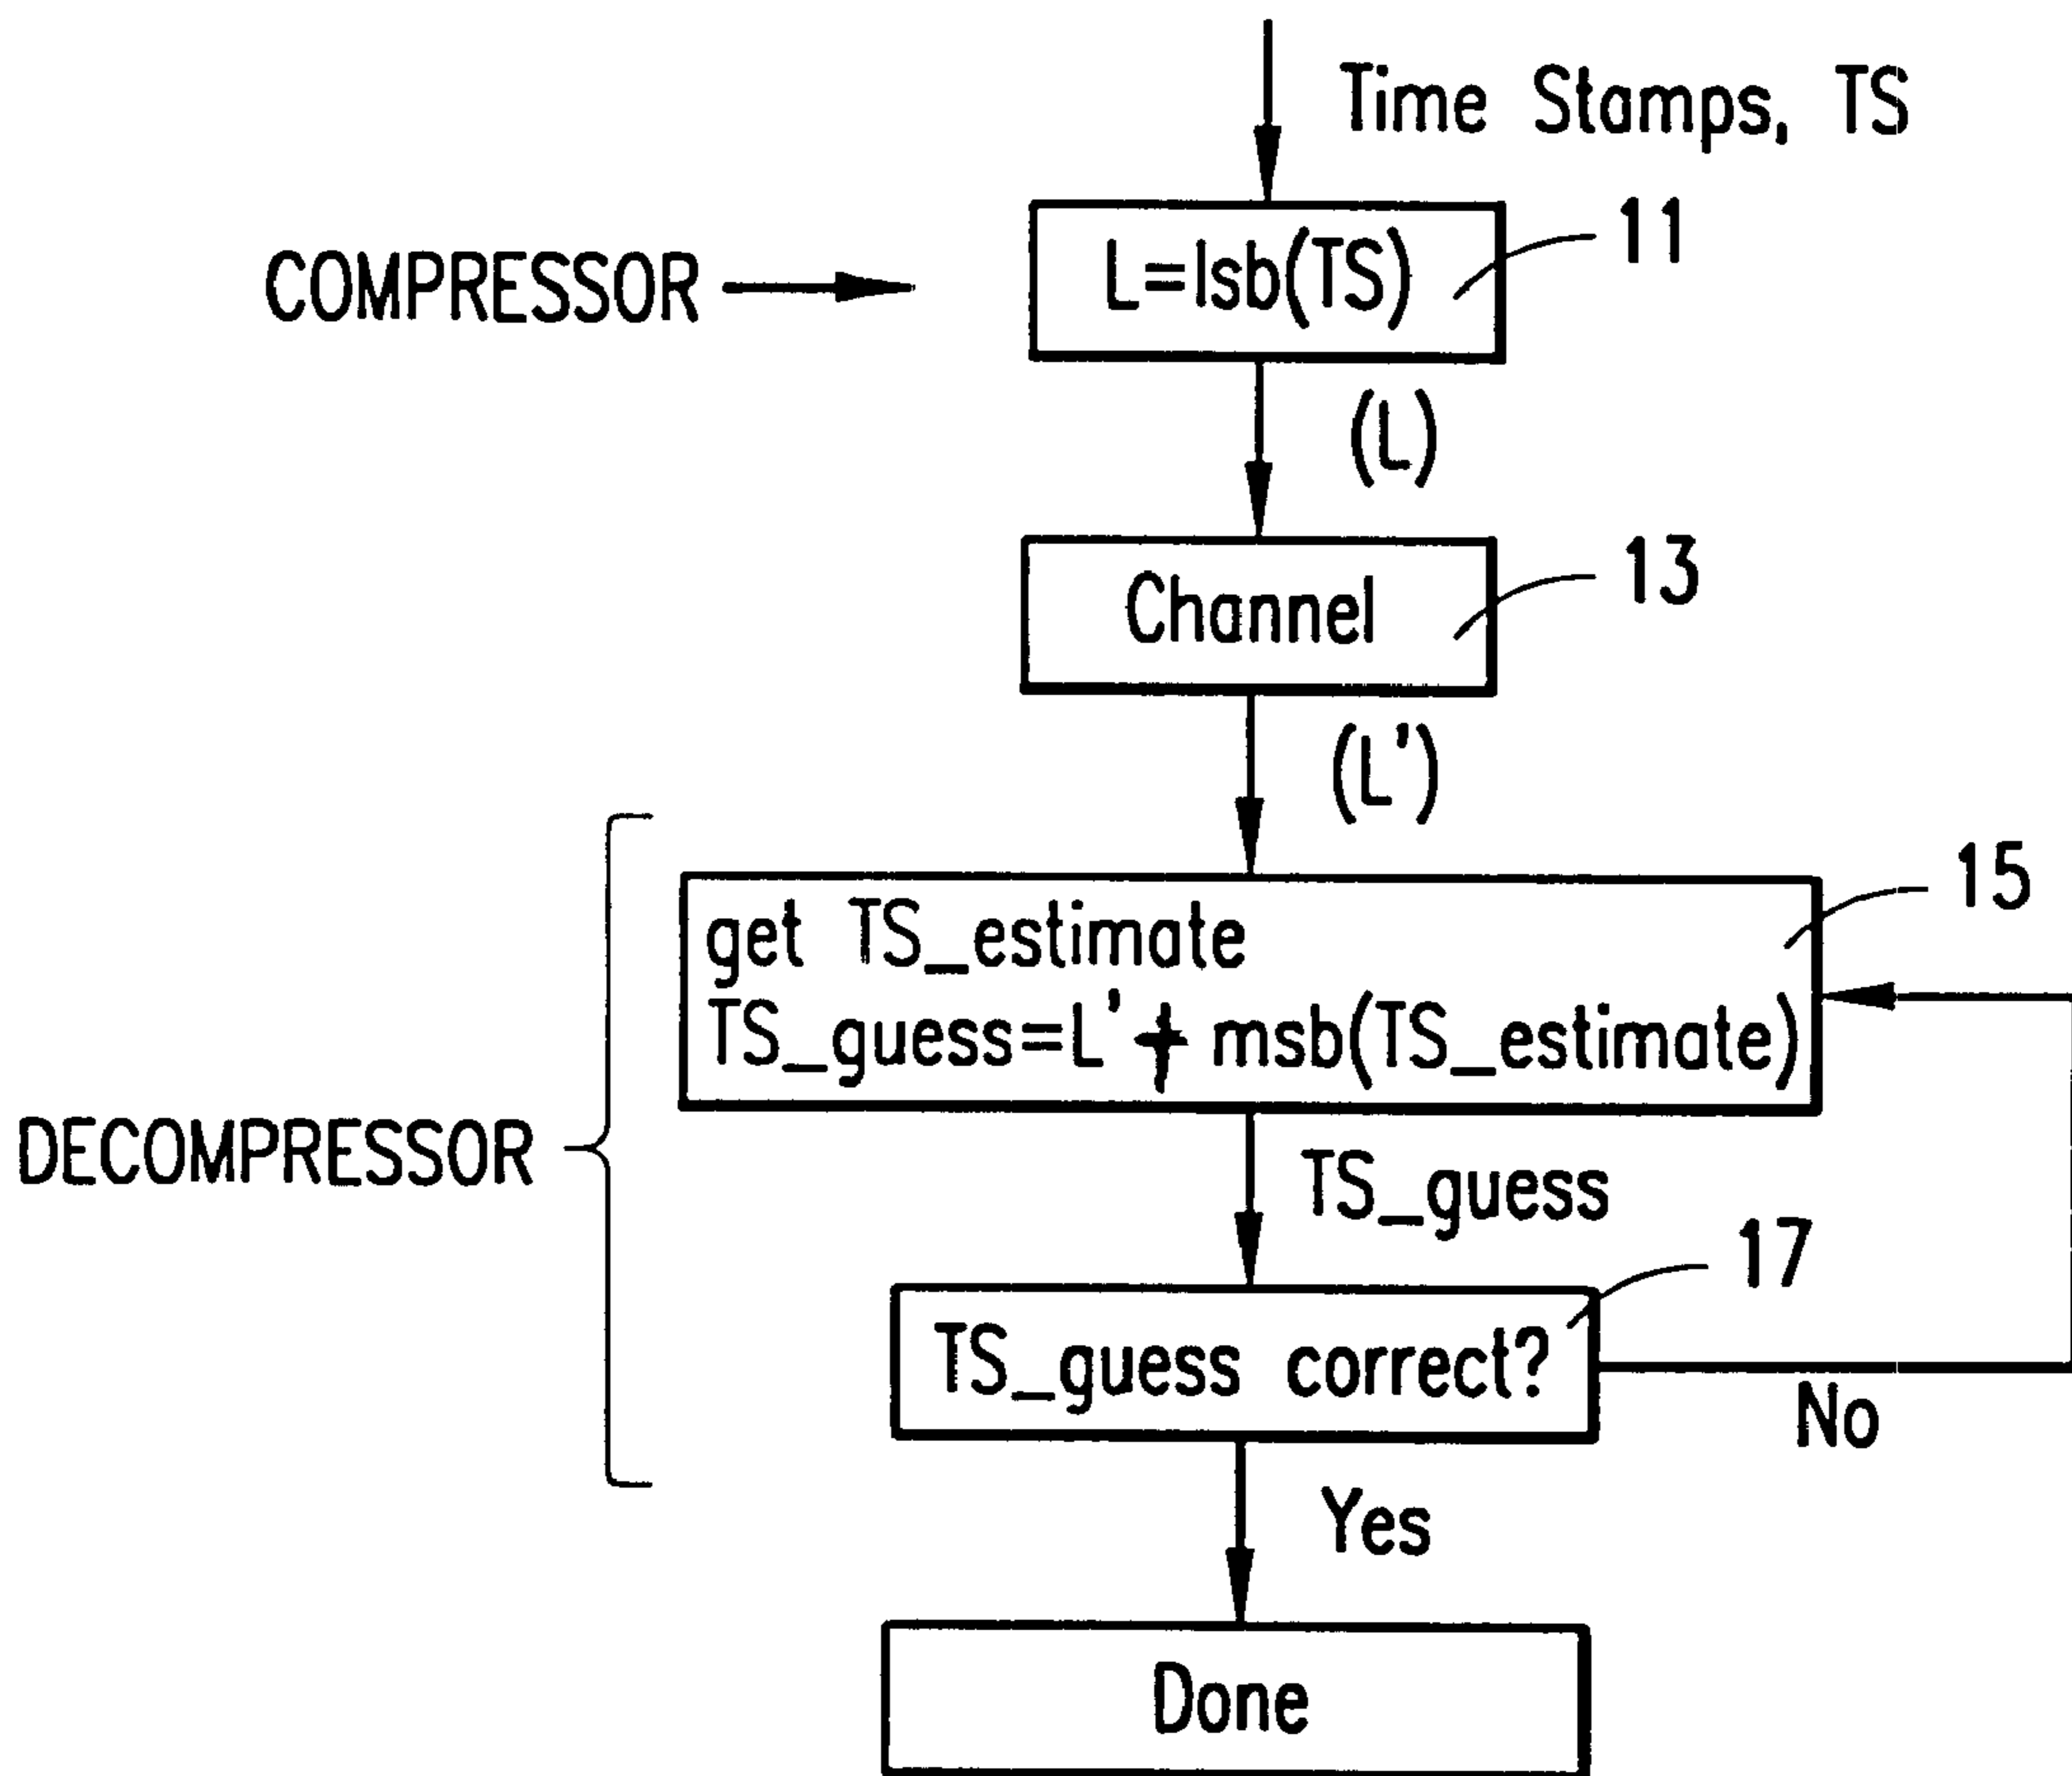 Time Stamps, TS
11
COMPRESSOR
L=lsb(TS)
(L)
13
Channel
(L')
15
get TS_estimate
TS_guess=L'+ msb(TS_estimate)
DECOMPRESSOR
TS_guess
17
TS_guess correct?
No
Yes
Done